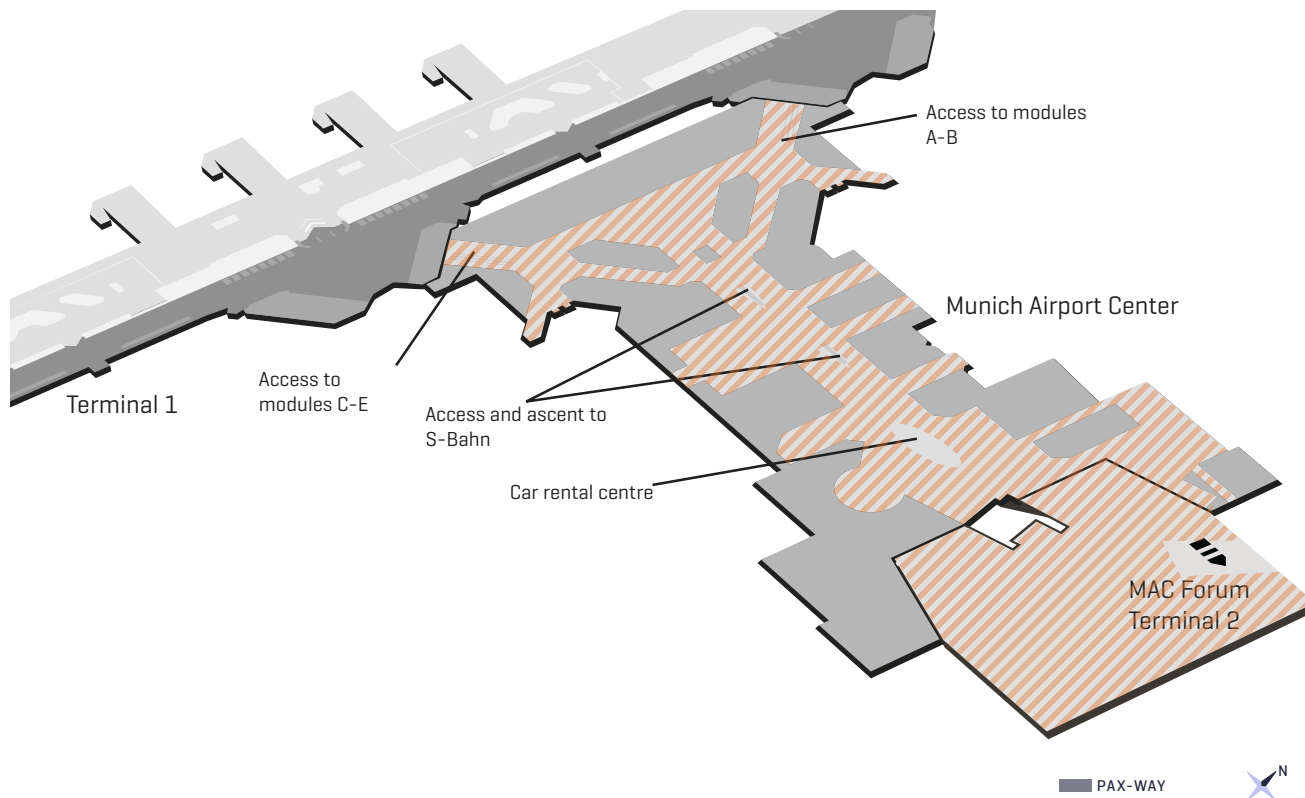 Access to modules
A-B
Munich Airport Center
Access to
modules C-E
Terminal 1
Access and ascent to
S-Bahn
Car rental centre
MAC Forum
Terminal 2
PAX-WAY
N